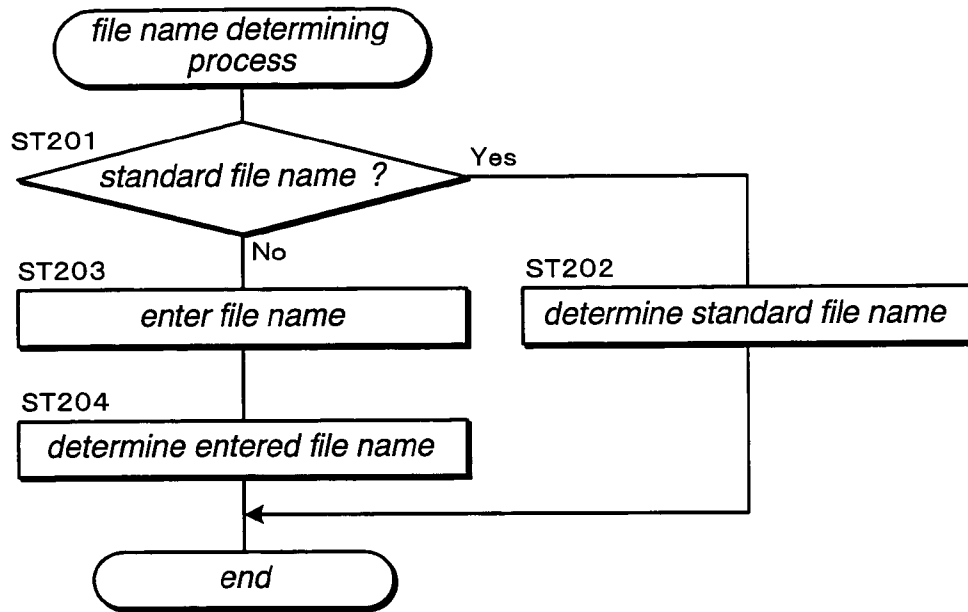 file name determining
process
ST201
standard file name ?
Yes
No
ST203
enter file name
ST202
determine standard file name
ST204
determine entered file name
end